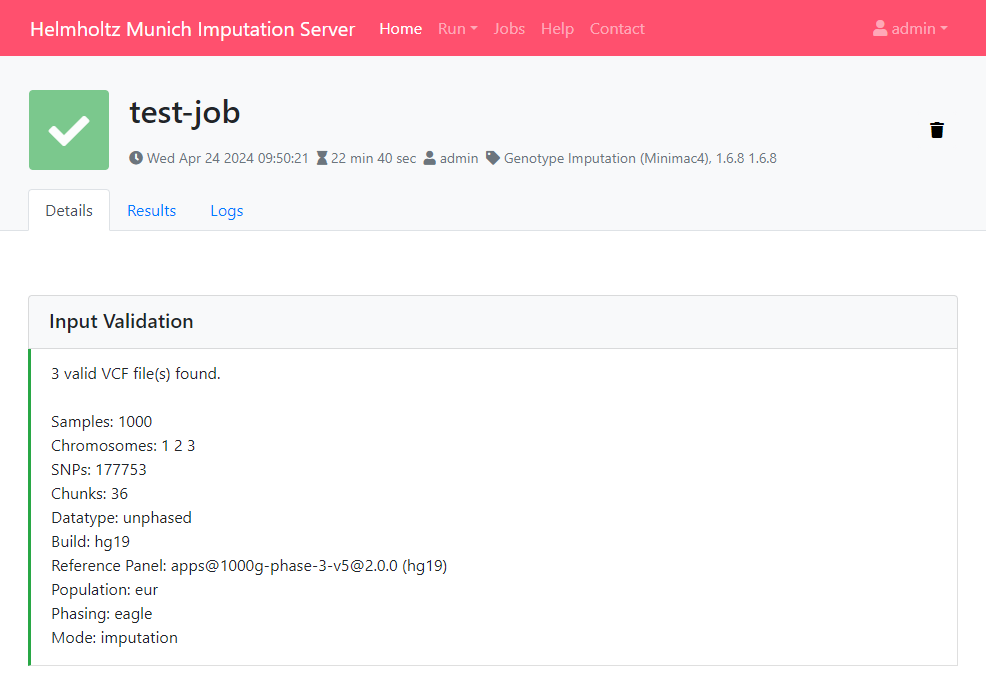 Helmholtz Munich Imputation Server Home Run Jobs Help Contact admin
test-job
Wed Apr 24 2024 09:50:21 22 min 40 sec admin Genotype Imputation (Minimac4), 1.6.8 1.6.8
Details Results Logs
Input Validation
3 valid VCF file(s) found.
Samples: 1000
Chromosomes: 1 2 3
SNPs: 177753
Chunks: 36
Datatype: unphased
Build: hg19
Reference Panel: apps@1000g-phase-3-v5@2.0.0 (hg19)
Population: eur
Phasing: eagle
Mode: imputation